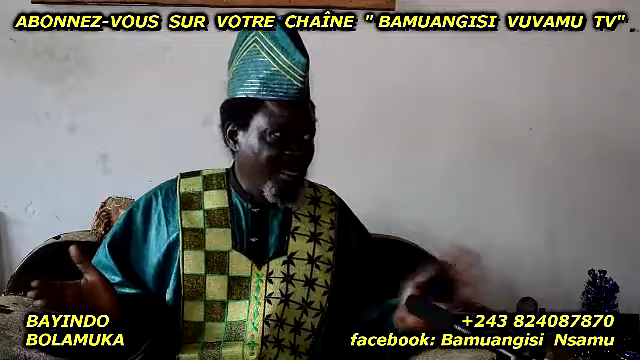 ABONNEZ-VOUS SUR VOTRE CHAÎNE " BAMUANGISI VUVAMU TV" .
BAYINDO
BOLAMUKA
+243 824087870
facebook: Bamuangisi Nsamu